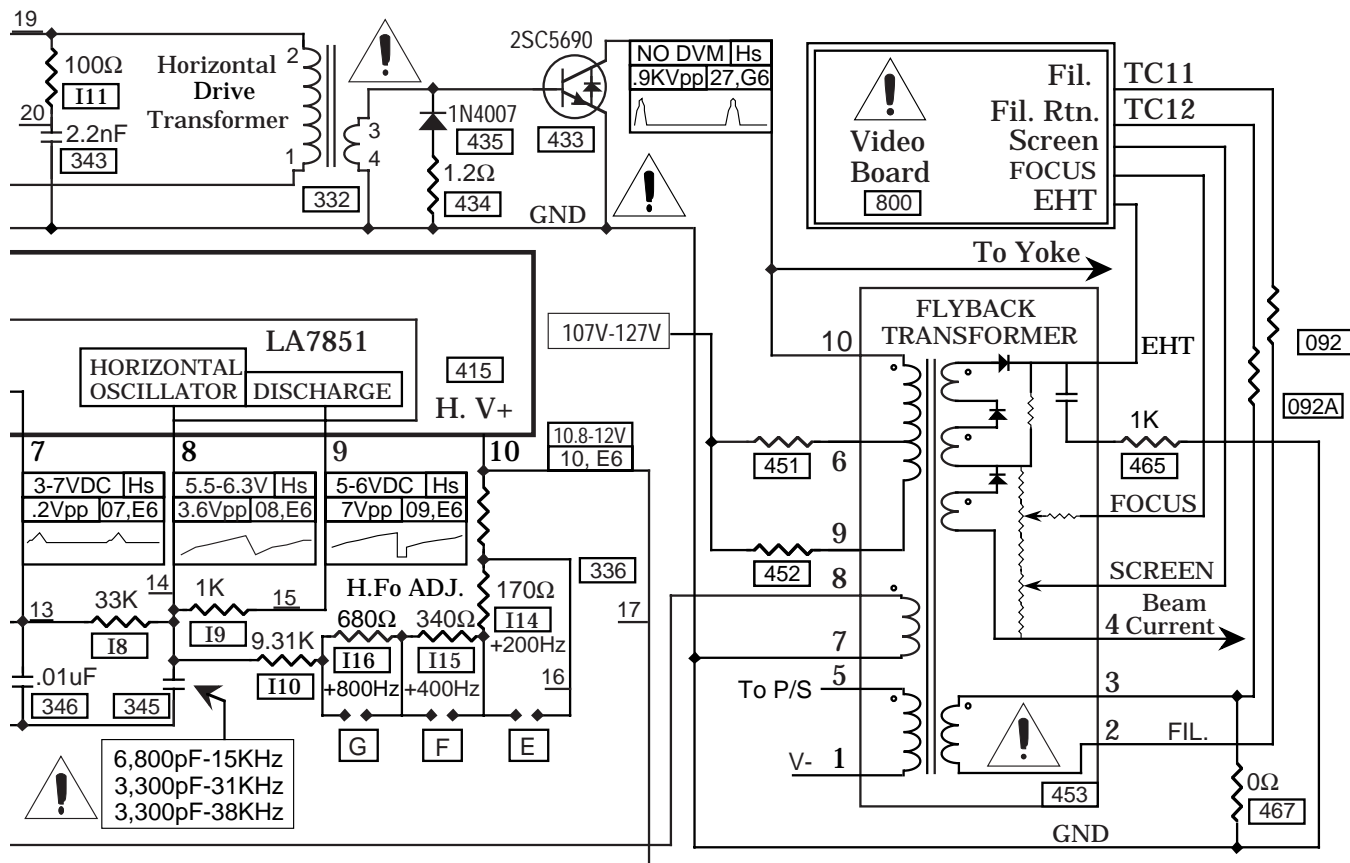 19
100Ω
I11
20
2.2nF
343
Horizontal
Drive
Transformer
2
1
3
4
332
1N4007
435
1.2Ω
434
2SC5690
433
GND
NO DVM Hs
.9KVpp 27,G6
Video
Board
800
Fil.
Fil. Rtn.
Screen
FOCUS
EHT
TC11
TC12
To Yoke
LA7851
HORIZONTAL
OSCILLATOR
DISCHARGE
415
H. V+
107V-127V
FLYBACK
TRANSFORMER
10
EHT
092
092A
1K
465
451
6
452
9
8
7
5
To P/S
V-
1
FOCUS
SCREEN
Beam
4 Current
3
2
FIL.
453
0Ω
467
GND
7
8
9
10
3-7VDC Hs
.2Vpp 07,E6
5.5-6.3V Hs
3.6Vpp 08,E6
5-6VDC Hs
7Vpp 09,E6
10.8-12V
10, E6
13
33K
I8
14
1K
I9
15
9.31K
I10
H.Fo ADJ.
680Ω
I16
+800Hz
340Ω
I15
+400Hz
170Ω
I14
+200Hz
336
17
16
.01uF
346
345
G
F
E
6,800pF-15KHz
3,300pF-31KHz
3,300pF-38KHz